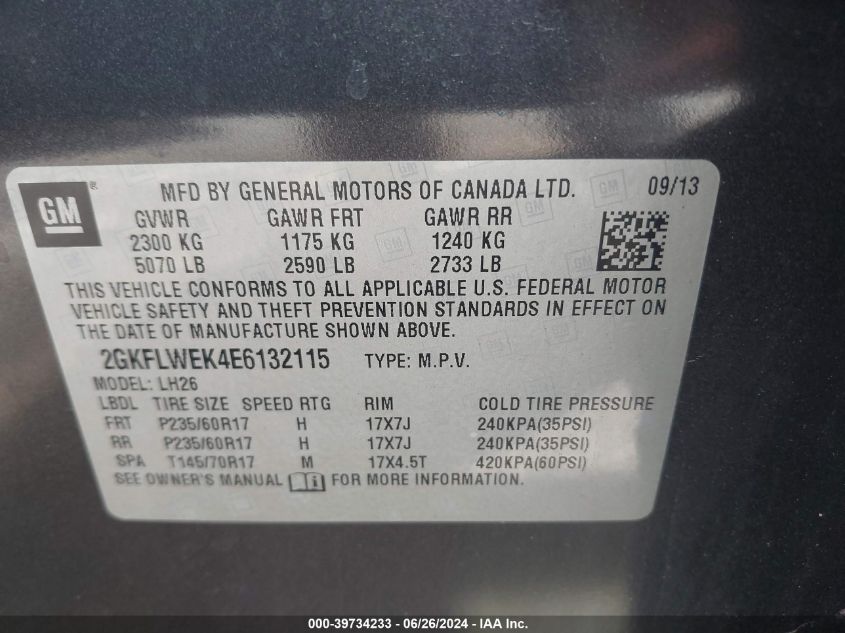 GM ® MFD BY GENERAL MOTORS OF CANADA LTD. 09/13
GVWR GAWR FRT GAWR RR
2300 KG 1175 KG 1240 KG
5070 LB 2590 LB 2733 LB
THIS VEHICLE CONFORMS TO ALL APPLICABLE U.S. FEDERAL MOTOR
VEHICLE SAFETY AND THEFT PREVENTION STANDARDS IN EFFECT ON
THE DATE OF MANUFACTURE SHOWN ABOVE.
2GKFLWEK4E6132115 TYPE: M.P.V.
MODEL: LH26
LBDL TIRE SIZE SPEED RTG RIM COLD TIRE PRESSURE
FRT P235/60R17 H 17X7J 240KPA(35PSI)
RR P235/60R17 H 17X7J 240KPA(35PSI)
SPA T145/70R17 M 17X4.5T 420KPA(60PSI)
SEE OWNER'S MANUAL FOR MORE INFORMATION.
000-39734233 - 06/26/2024 - IAA Inc.